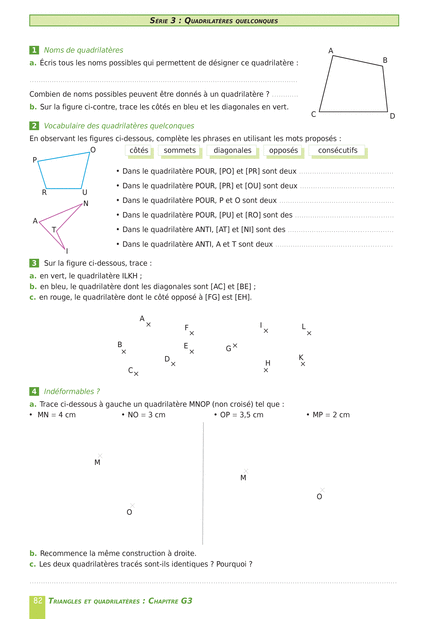 SÉRIE 3 : QUADRILATÈRES QUELCONQUES
1 Noms de quadrilatères
a. Écris tous les noms possibles qui permettent de désigner ce quadrilatère :
Combien de noms possibles peuvent être donnés à un quadrilatère ?
b. Sur la figure ci-contre, trace les côtés en bleu et les diagonales en vert.
A
B
C
D
2 Vocabulaire des quadrilatères quelconques
En observant les figures ci-dessous, complète les phrases en utilisant les mots proposés :
côtés sommets diagonales opposés consécutifs
P
O
R
U
N
A
T
I
• Dans le quadrilatère POUR, [PO] et [PR] sont deux
• Dans le quadrilatère POUR, [PR] et [OU] sont deux
• Dans le quadrilatère POUR, P et O sont deux
• Dans le quadrilatère POUR, [PU] et [RO] sont des
• Dans le quadrilatère ANTI, [AT] et [NI] sont des
• Dans le quadrilatère ANTI, A et T sont deux
3 Sur la figure ci-dessous, trace :
a. en vert, le quadrilatère ILKH ;
b. en bleu, le quadrilatère dont les diagonales sont [AC] et [BE] ;
c. en rouge, le quadrilatère dont le côté opposé à [FG] est [EH].
A
F
I
L
B
E
G
D
H
K
C
4 Indéformables ?
a. Trace ci-dessous à gauche un quadrilatère MNOP (non croisé) tel que :
• MN = 4 cm • NO = 3 cm • OP = 3,5 cm • MP = 2 cm
M
O
M
O
b. Recommence la même construction à droite.
c. Les deux quadrilatères tracés sont-ils identiques ? Pourquoi ?
82 TRIANGLES ET QUADRILATÈRES : CHAPITRE G3